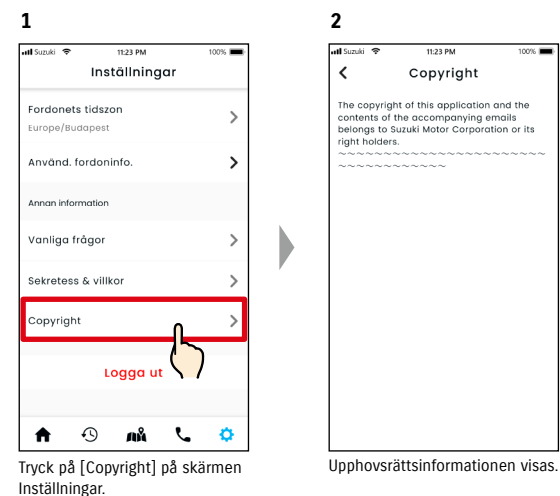 1
Suzuki 11:23 PM 100%
Inställningar
Fordonets tidszon
Europe/Budapest
Använd. fordoninfo.
Annan information
Vanliga frågor
Sekretess & villkor
Copyright
Logga ut
Tryck på [Copyright] på skärmen
Inställningar.
2
Suzuki 11:23 PM 100%
Copyright
The copyright of this application and the
contents of the accompanying emails
belongs to Suzuki Motor Corporation or its
right holders.
~~~~~~~~~~~~~~~~~~~~~~~
~~~~~~~~~~~~
Upphovsrättsinformationen visas.